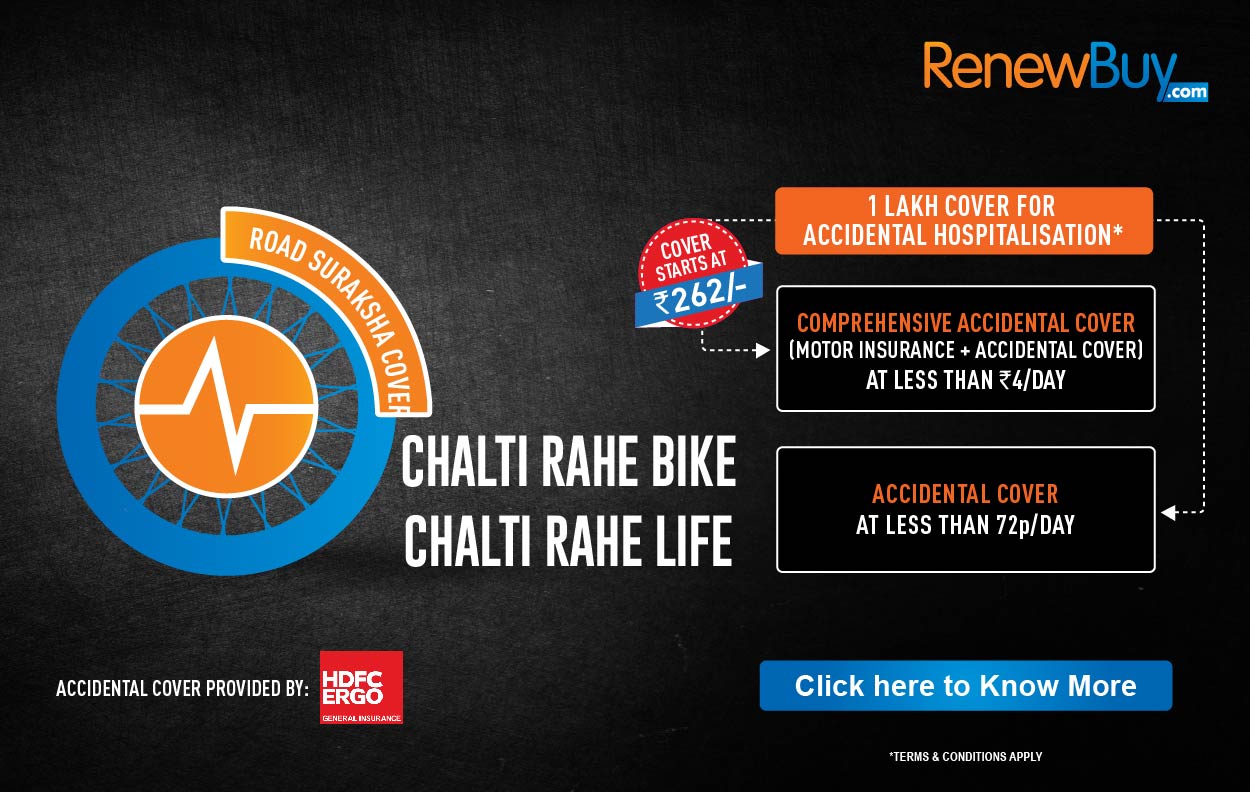 RenewBuy.com
ROAD SURAKSHA COVER
CHALTI RAHE BIKE
CHALTI RAHE LIFE
COVER
STARTS AT
₹262/-
1 LAKH COVER FOR
ACCIDENTAL HOSPITALISATION*
COMPREHENSIVE ACCIDENTAL COVER
(MOTOR INSURANCE + ACCIDENTAL COVER)
AT LESS THAN ₹4/DAY
ACCIDENTAL COVER
AT LESS THAN 72p/DAY
ACCIDENTAL COVER PROVIDED BY:
HDFC
ERGO
GENERAL INSURANCE
Click here to Know More
*TERMS & CONDITIONS APPLY